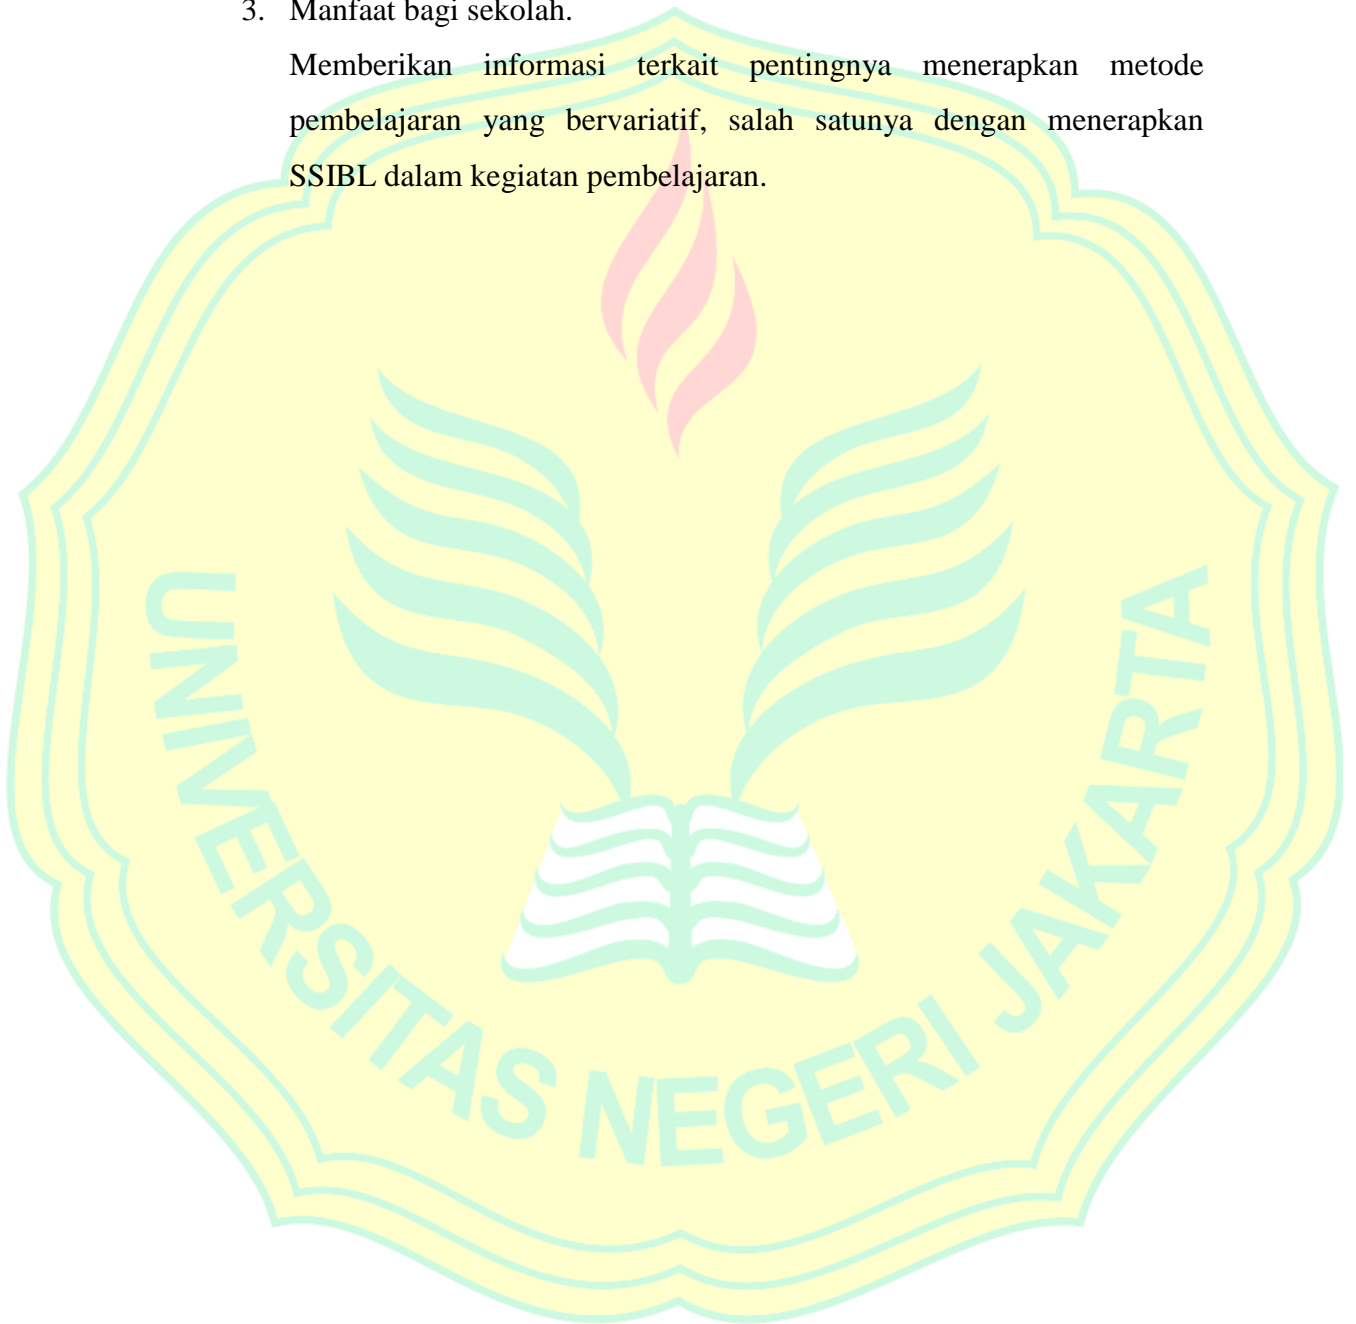 3. Manfaat bagi sekolah.
Memberikan informasi terkait pentingnya menerapkan metode
pembelajaran yang bervariatif, salah satunya dengan menerapkan
SSIBL dalam kegiatan pembelajaran.
UNIVERSITAS NEGERI JAKARTA